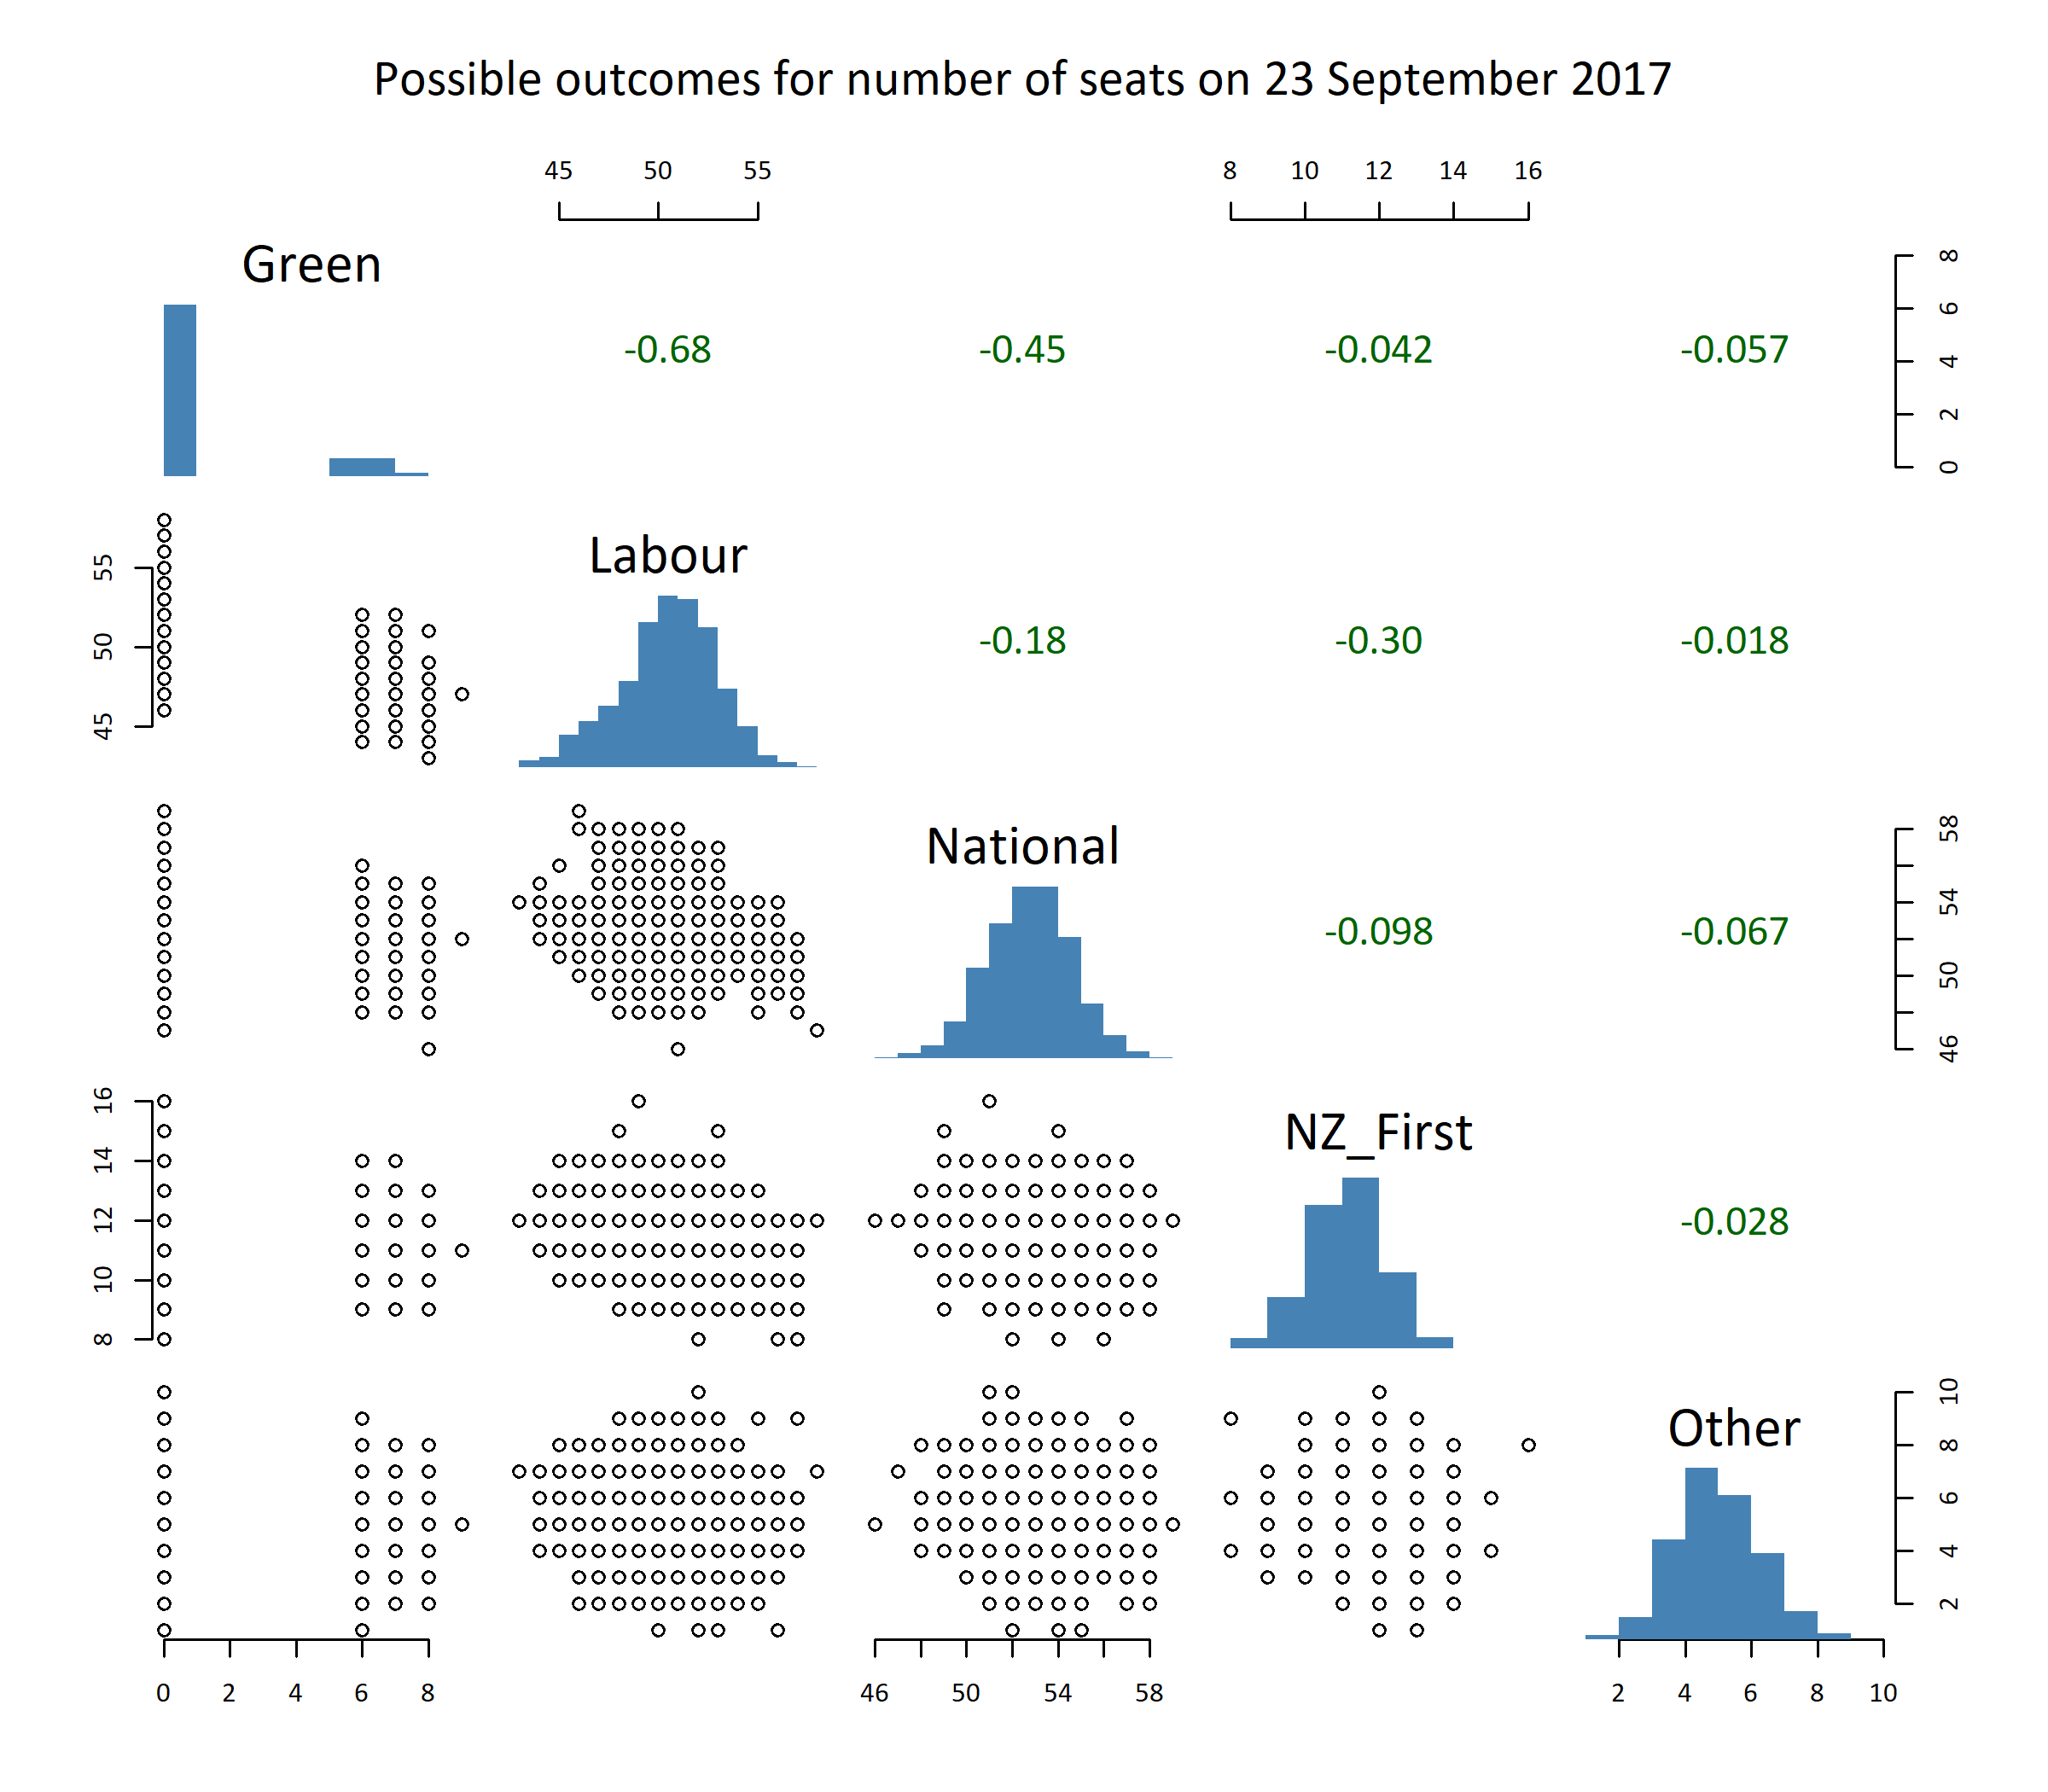 Possible outcomes for number of seats on 23 September 2017
45 50 55
8 10 12 14 16
Green
-0.68 -0.45 -0.042 -0.057
0 2 4 6 8
45 50 55
Labour
-0.18 -0.30 -0.018
National
-0.098 -0.067
46 50 54 58
8 10 12 14 16
NZ_First
-0.028
Other
2 4 6 8 10
0 2 4 6 8
46 50 54 58
2 4 6 8 10